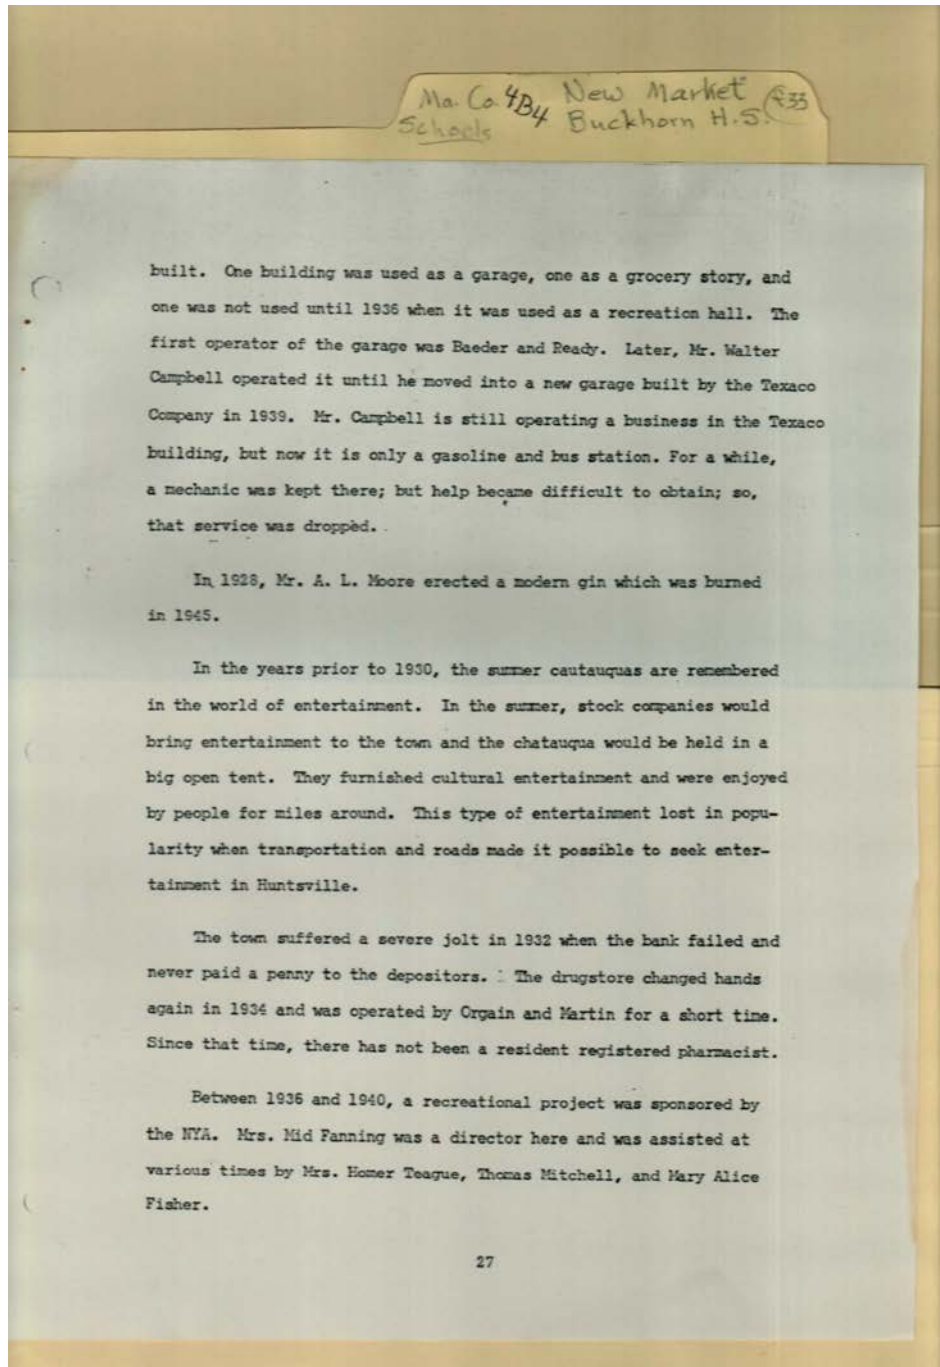 Ma. Co. 4B4 New Market
Schools Buckhorn H.S.
built. One building was used as a garage, one as a grocery story, and
one was not used until 1936 when it was used as a recreation hall. The
first operator of the garage was Baeder and Ready. Later, Mr. Walter
Campbell operated it until he moved into a new garage built by the Texaco
Company in 1939. Mr. Campbell is still operating a business in the Texaco
building, but now it is only a gasoline and bus station. For a while,
a mechanic was kept there; but help became difficult to obtain; so,
that service was dropped.
In 1928, Mr. A. L. Moore erected a modern gin which was burned
in 1945.
In the years prior to 1930, the summer cautauquas are remembered
in the world of entertainment. In the summer, stock companies would
bring entertainment to the town and the chatauqua would be held in a
big open tent. They furnished cultural entertainment and were enjoyed
by people for miles around. This type of entertainment lost in popu-
larity when transportation and roads made it possible to seek enter-
tainment in Huntsville.
The town suffered a severe jolt in 1932 when the bank failed and
never paid a penny to the depositors. The drugstore changed hands
again in 1934 and was operated by Orgain and Martin for a short time.
Since that time, there has not been a resident registered pharmacist.
Between 1936 and 1940, a recreational project was sponsored by
the NYA. Mrs. Mid Fanning was a director here and was assisted at
various times by Mrs. Homer Teague, Thomas Mitchell, and Mary Alice
Fisher.
27